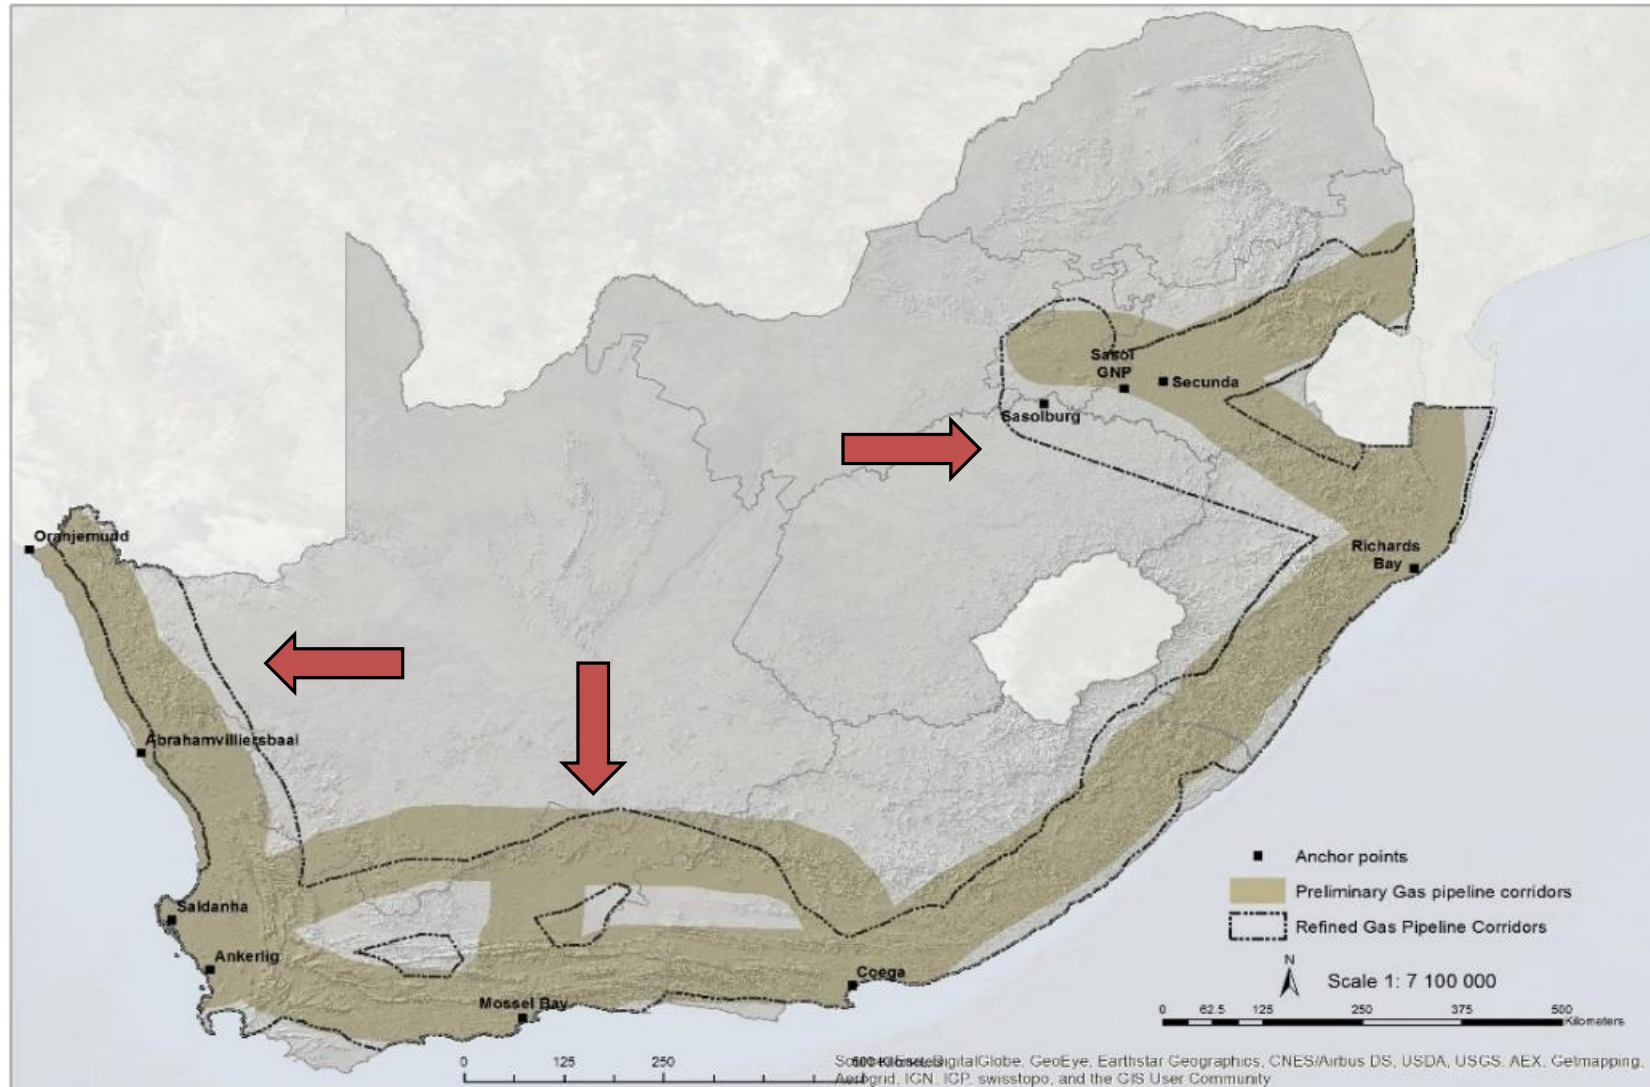 Sasol
GNP
Secunda
Sasolburg
Oranjemund
Richards
Bay
Abrahamvilliersbaai
Saldanha
Ankerlig
Coega
Mossel Bay
Anchor points
Preliminary Gas pipeline corridors
Refined Gas Pipeline Corridors
N
Scale 1: 7 100 000
0 62.5 125 250 375 500
Kilometers
0 125 250 500 Kilometers
DigitalGlobe, GeoEye, Earthstar Geographics, CNES/Airbus DS, USDA, USGS, AEX, Getmapping,
Aerogrid, IGN, IGP, swisstopo, and the GIS User Community